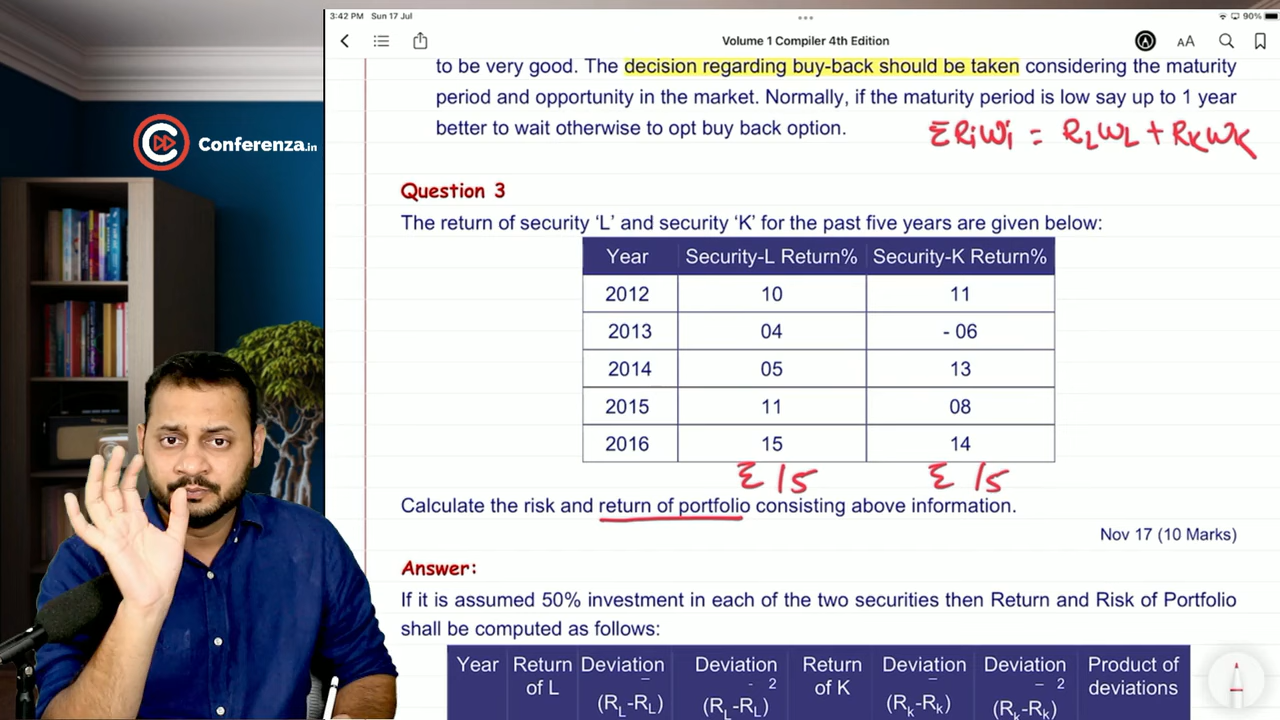 3:42 PM Sun 17 Jul
90%
Volume 1 Compiler 4th Edition
AA
to be very good. The decision regarding buy-back should be taken considering the maturity
period and opportunity in the market. Normally, if the maturity period is low say up to 1 year
better to wait otherwise to opt buy back option.
ΣRiWi = RLWL + RKWK
Conferenza.in
Question 3
The return of security ‘L’ and security ‘K’ for the past five years are given below:
Year Security-L Return% Security-K Return%
2012 10 11
2013 04 - 06
2014 05 13
2015 11 08
2016 15 14
Σ /5 Σ /5
Calculate the risk and return of portfolio consisting above information.
Nov 17 (10 Marks)
Answer:
If it is assumed 50% investment in each of the two securities then Return and Risk of Portfolio
shall be computed as follows:
Year Return Deviation Deviation Return Deviation Deviation Product of
of L (RL-R̄L) (RL-R̄L)² of K (Rk-R̄k) (Rk-R̄k)² deviations